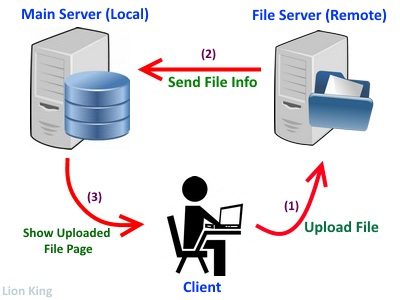 Main Server (Local)
File Server (Remote)
(2)
Send File Info
(3)
(1)
Show Uploaded
File Page
Upload File
Client
Lion King